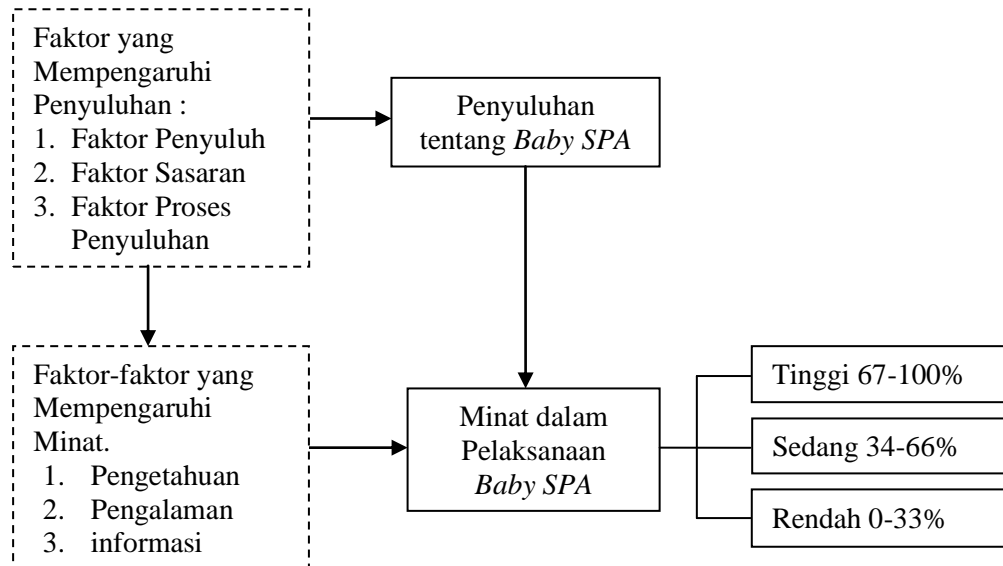 Faktor yang
Mempengaruhi
Penyuluhan :
1. Faktor Penyuluh
2. Faktor Sasaran
3. Faktor Proses
Penyuluhan
Penyuluhan
tentang Baby SPA
Faktor-faktor yang
Mempengaruhi
Minat.
1. Pengetahuan
2. Pengalaman
3. informasi
Minat dalam
Pelaksanaan
Baby SPA
Tinggi 67-100%
Sedang 34-66%
Rendah 0-33%